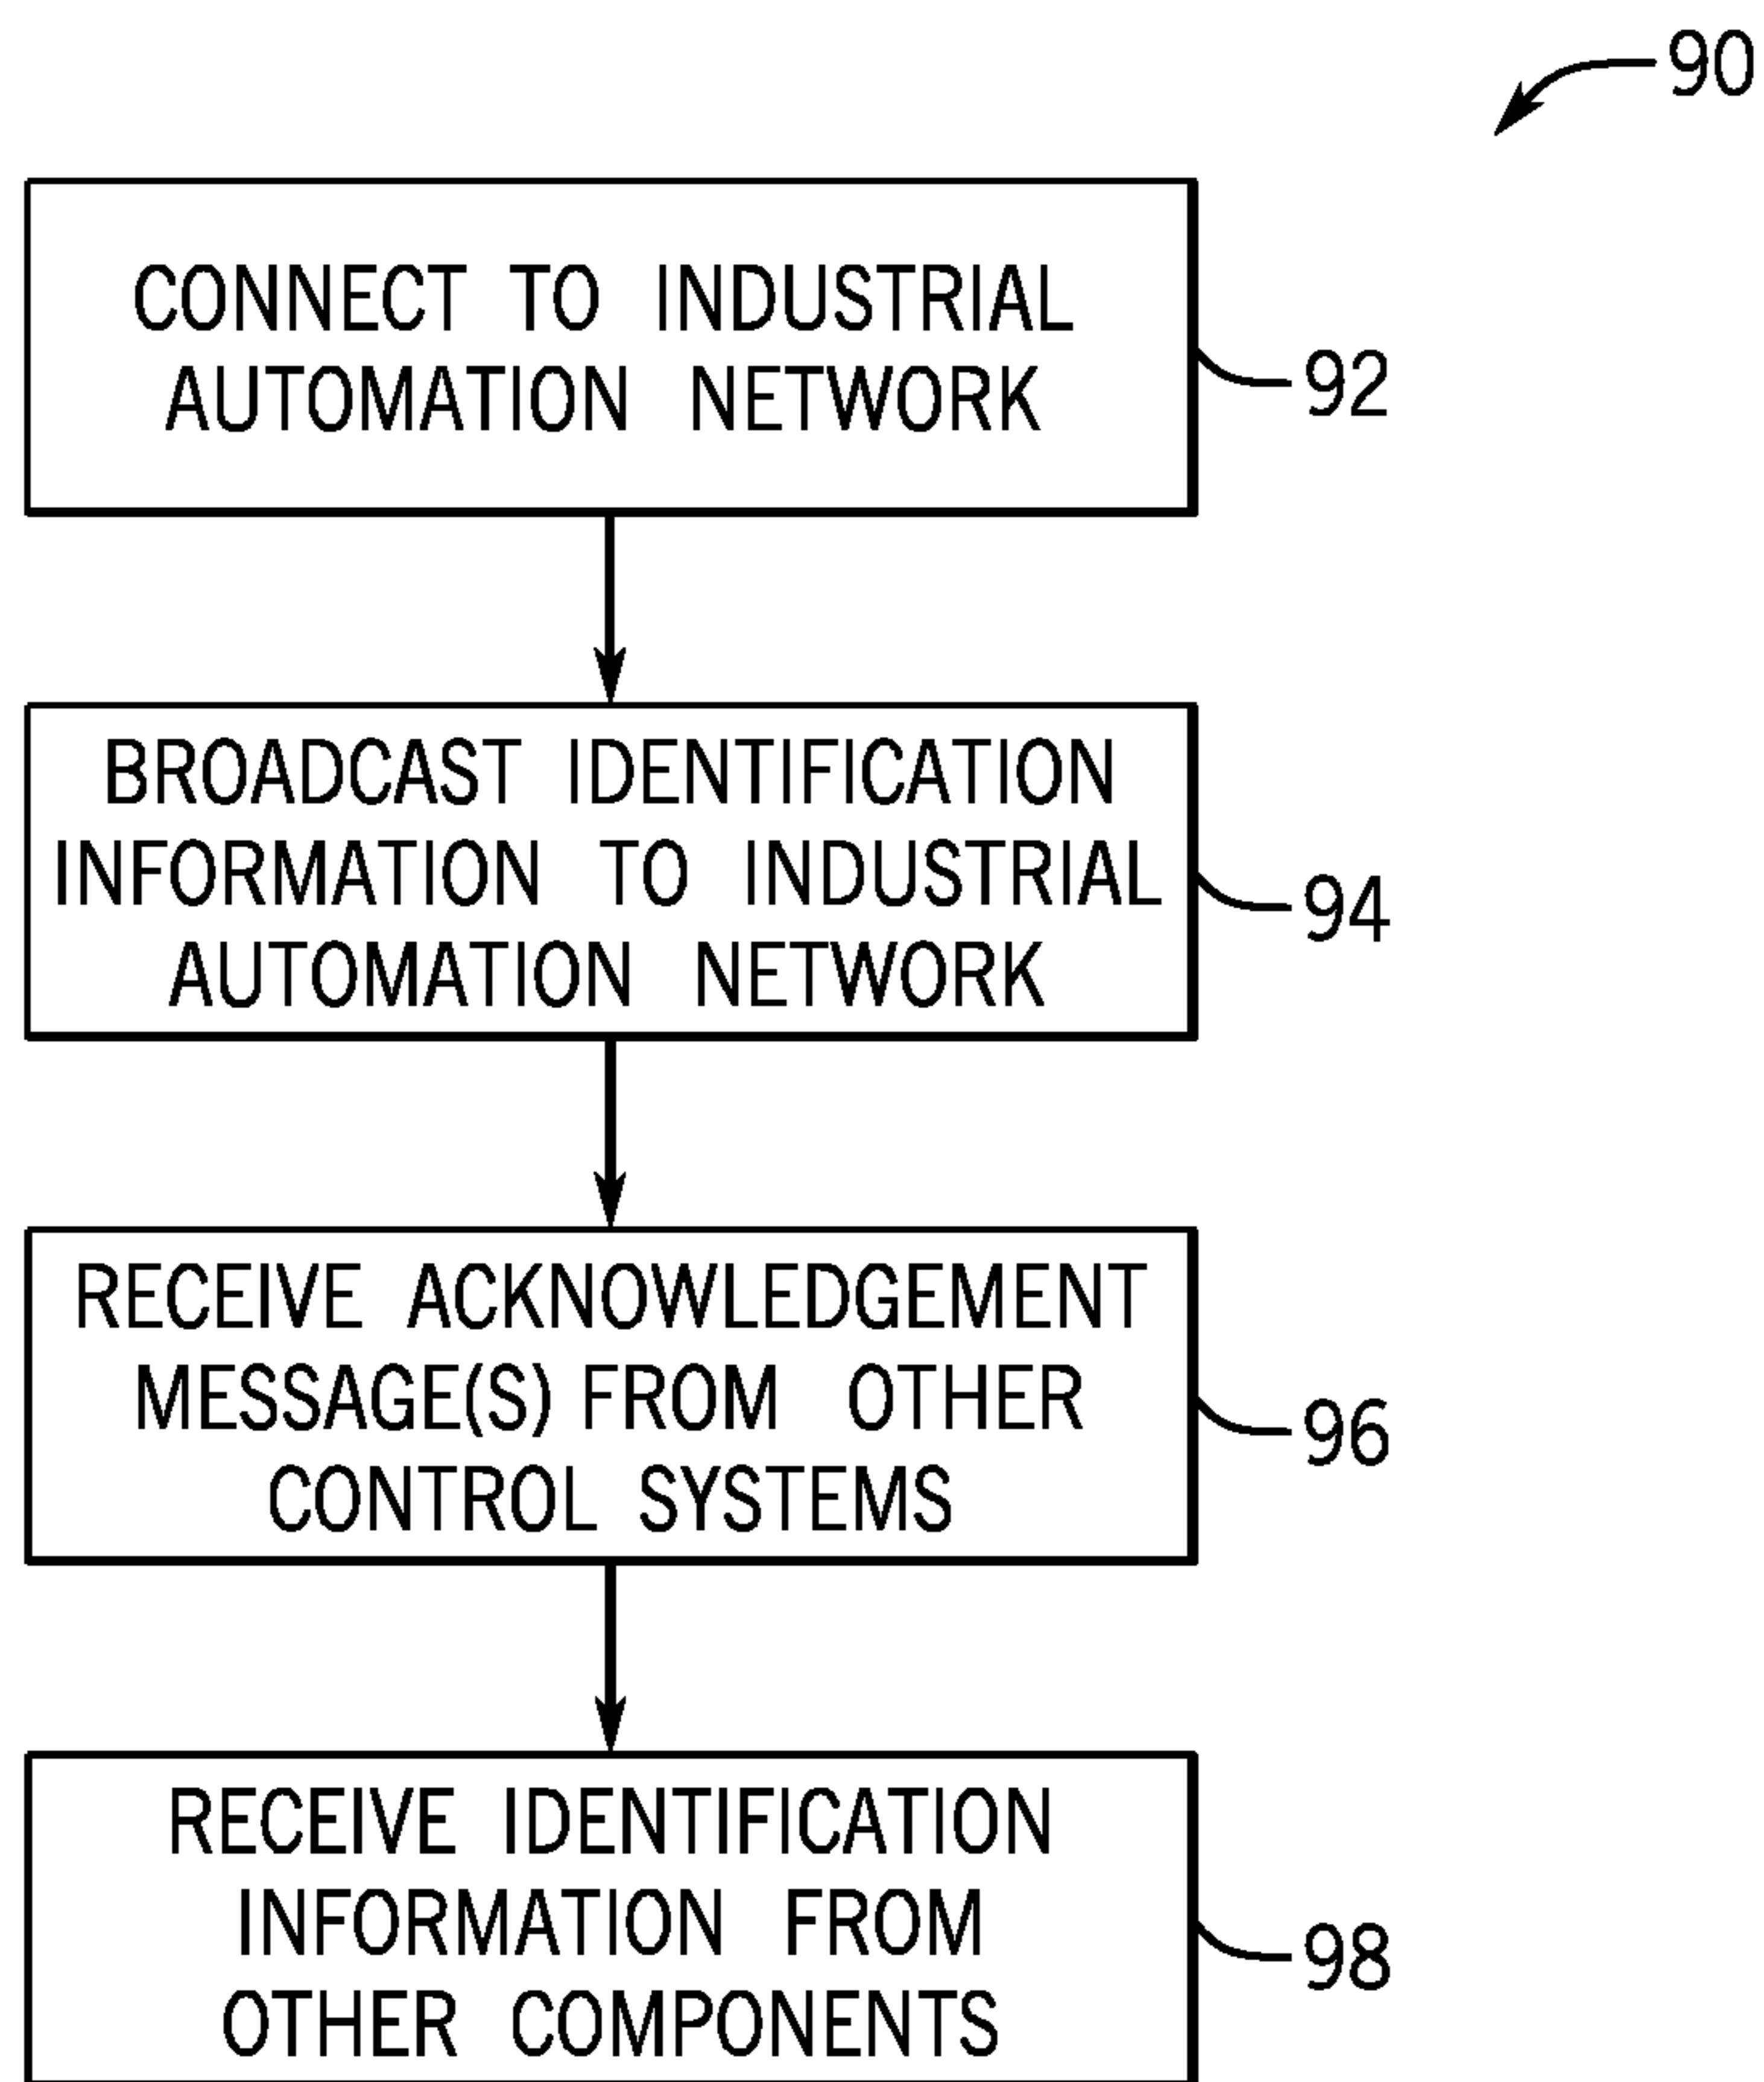 90
CONNECT TO INDUSTRIAL
AUTOMATION NETWORK
92
BROADCAST IDENTIFICATION
INFORMATION TO INDUSTRIAL
AUTOMATION NETWORK
94
RECEIVE ACKNOWLEDGEMENT
MESSAGE(S) FROM OTHER
CONTROL SYSTEMS
96
RECEIVE IDENTIFICATION
INFORMATION FROM
OTHER COMPONENTS
98